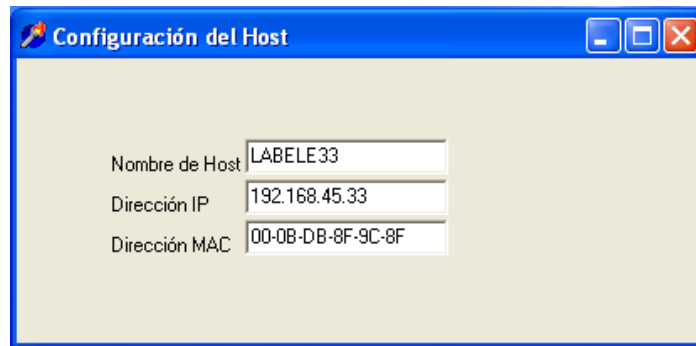 Configuración del Host
Nombre de Host LABELE33
Dirección IP 192.168.45.33
Dirección MAC 00-0B-DB-8F-9C-8F